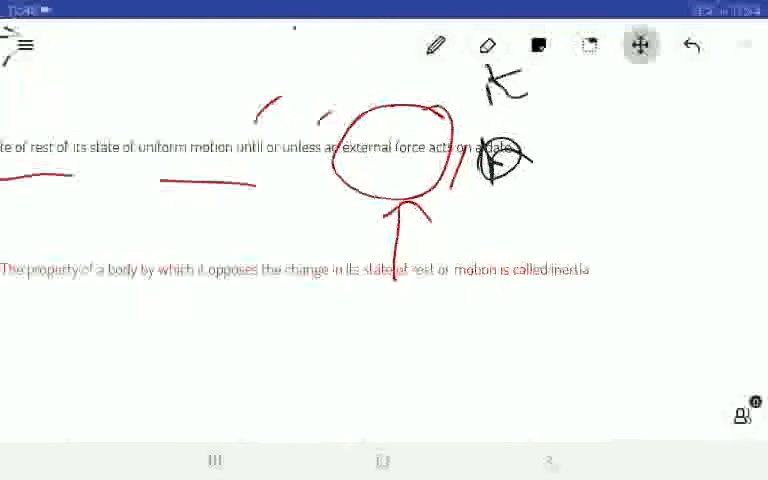 te of rest of its state of uniform motion until or unless an external force acts on a date
The property of a body by which it opposes the change in its state of rest or motion is called inertia